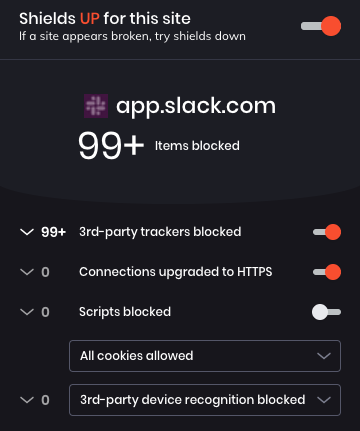 Shields UP for this site
If a site appears broken, try shields down
app.slack.com
99+ Items blocked
99+ 3rd-party trackers blocked
0 Connections upgraded to HTTPS
0 Scripts blocked
All cookies allowed
0 3rd-party device recognition blocked